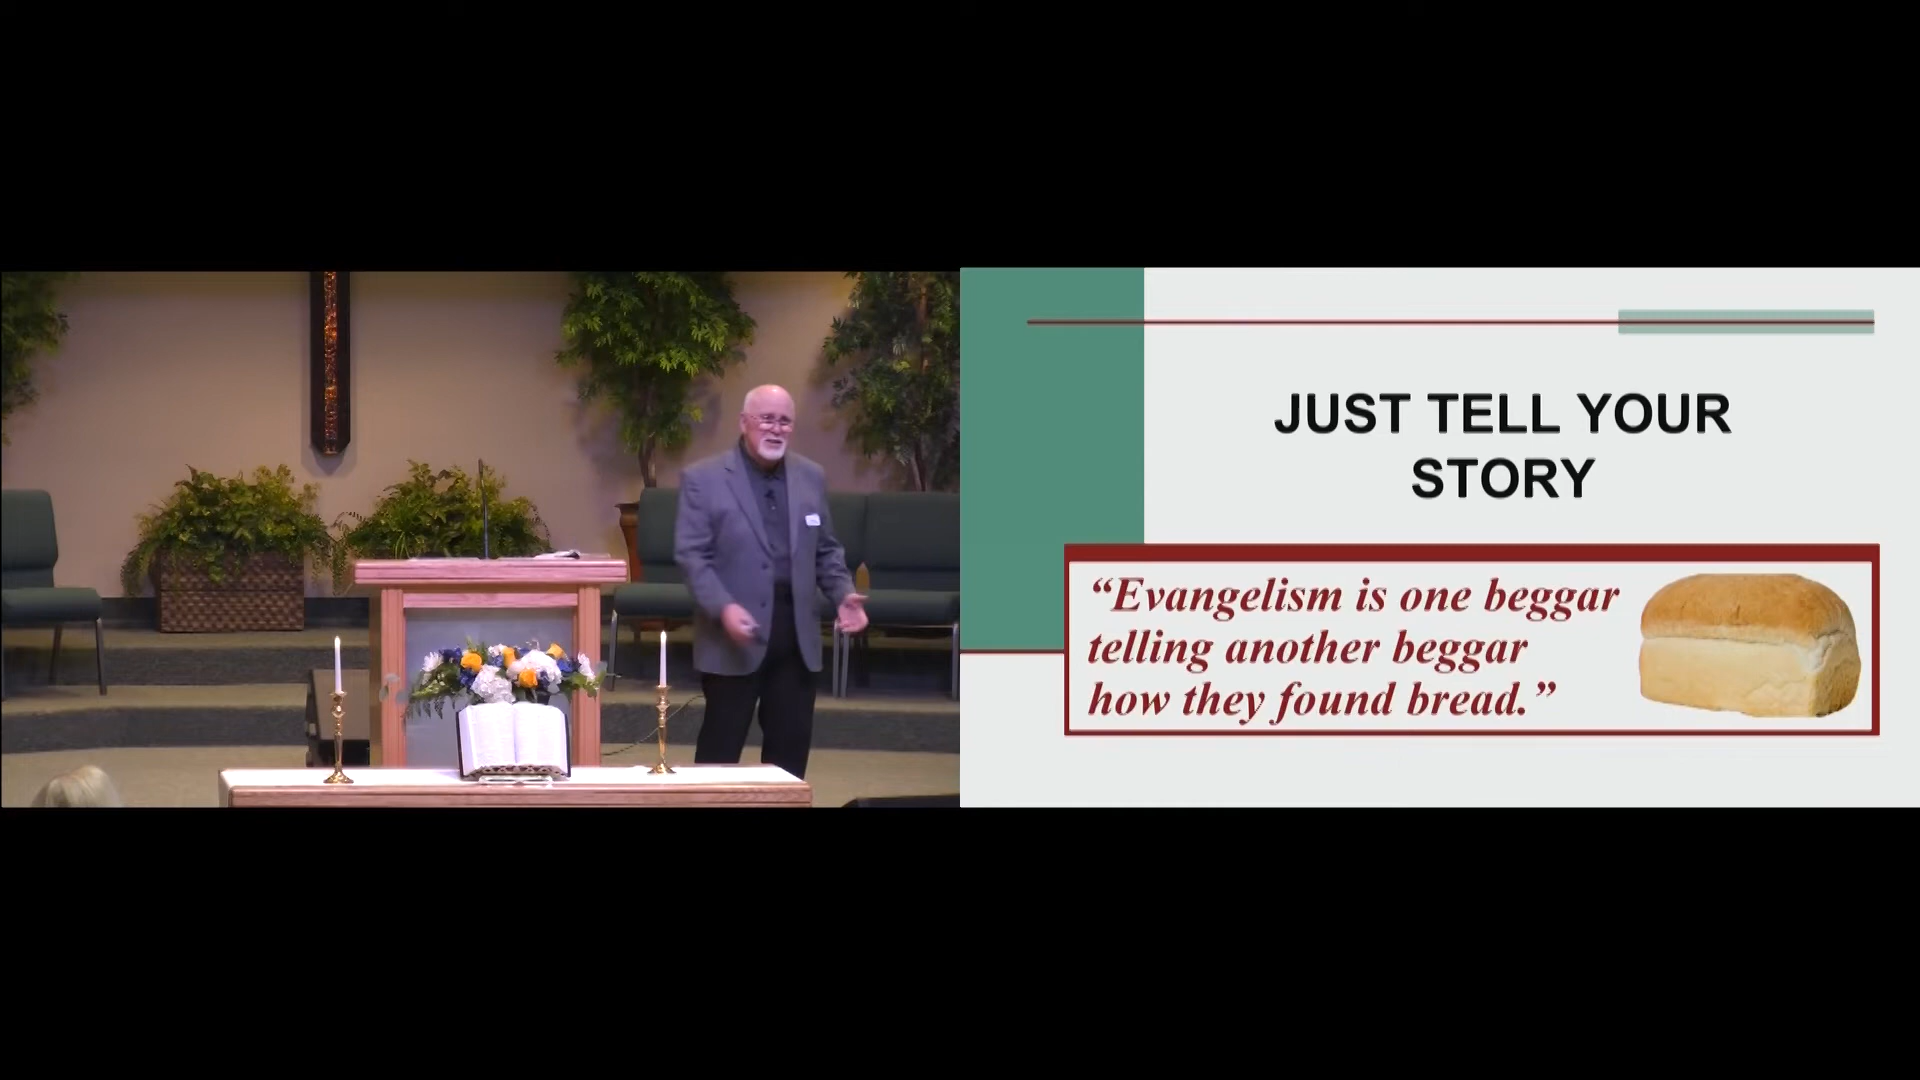 JUST TELL YOUR
STORY
“Evangelism is one beggar
telling another beggar
how they found bread.”